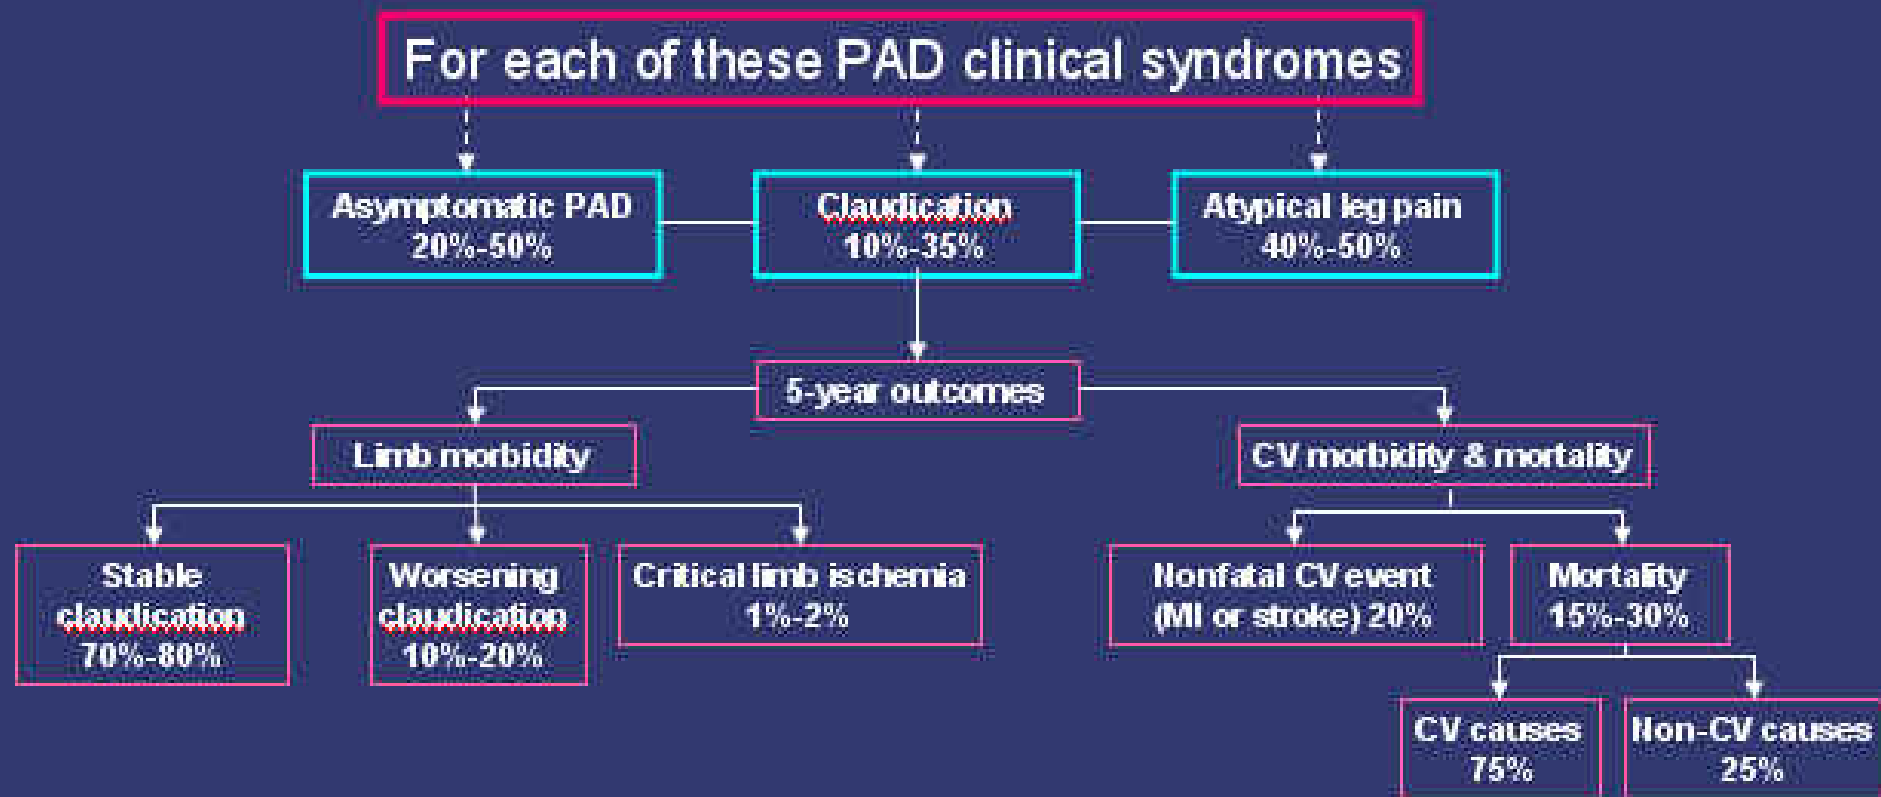 For each of these PAD clinical syndromes
Asymptomatic PAD
20%-50%
Claudication
10%-35%
Atypical leg pain
40%-50%
5-year outcomes
Limb morbidity
CV morbidity & mortality
Stable
claudication
70%-80%
Worsening
claudication
10%-20%
Critical limb ischemia
1%-2%
Nonfatal CV event
(MI or stroke) 20%
Mortality
15%-30%
CV causes
75%
Non-CV causes
25%